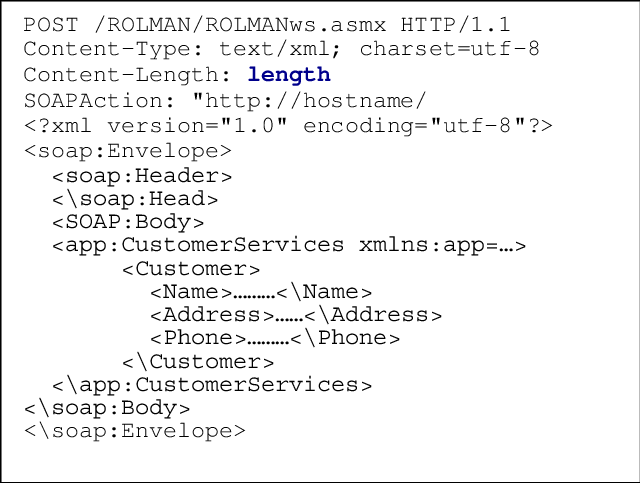 POST /ROLMAN/ROLMANws.asmx HTTP/1.1
Content-Type: text/xml; charset=utf-8
Content-Length: length
SOAPAction: "http://hostname/
<?xml version="1.0" encoding="utf-8"?>
<soap:Envelope>
<soap:Header>
<\soap:Head>
<SOAP:Body>
<app:CustomerServices xmlns:app=…>
<Customer>
<Name>………<\Name>
<Address>……<\Address>
<Phone>………<\Phone>
<\Customer>
<\app:CustomerServices>
<\soap:Body>
<\soap:Envelope>